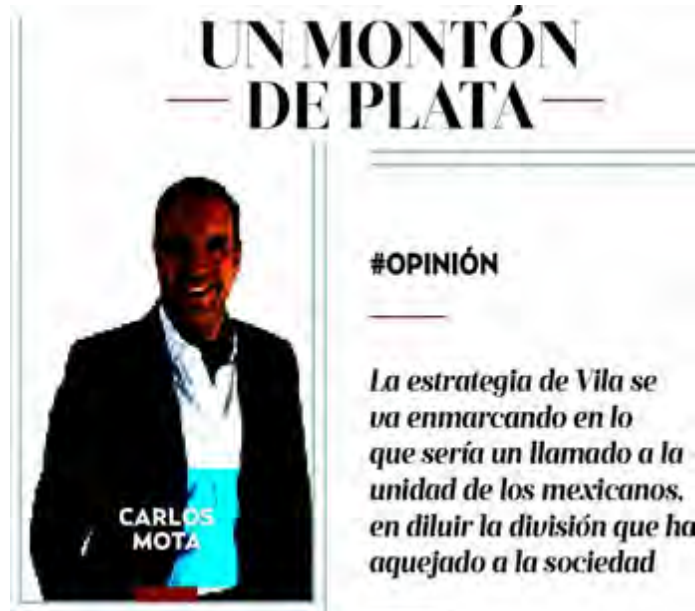 UN MONTÓN
DE PLATA
#OPINIÓN
La estrategia de Vila se
va enmarcando en lo
que sería un llamado a la
unidad de los mexicanos,
en diluir la división que ha
aquejado a la sociedad
CARLOS
MOTA